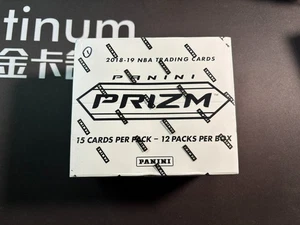 tinum
金卡
2018-19 NBA TRADING CARDS
PANINI
PRIZM
15 CARDS PER PACK - 12 PACKS PER BOX
PANINI